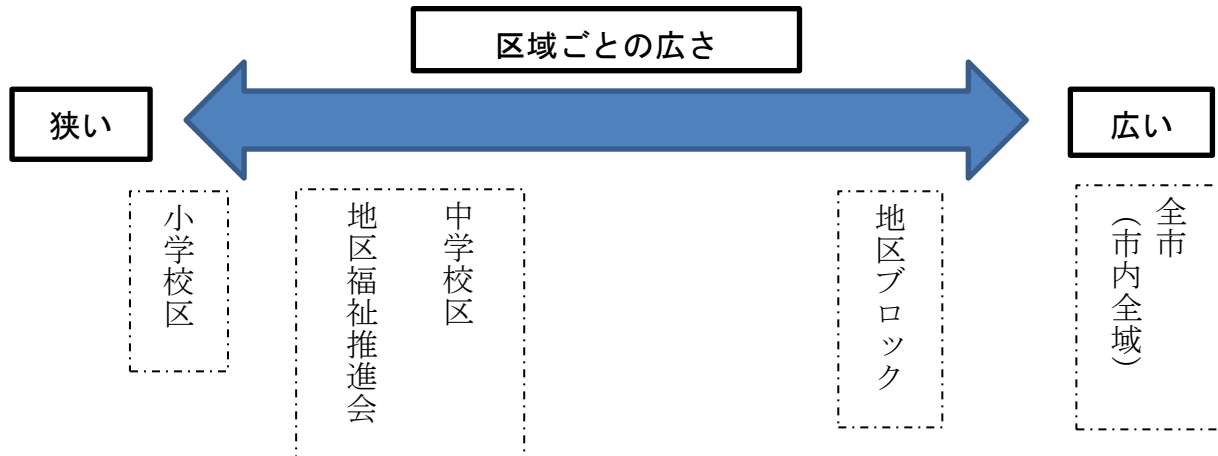 区域ごとの広さ
狭い
広い
小学校区
地区福祉推進会
中学校区
地区ブロック
全市
（市内全域）